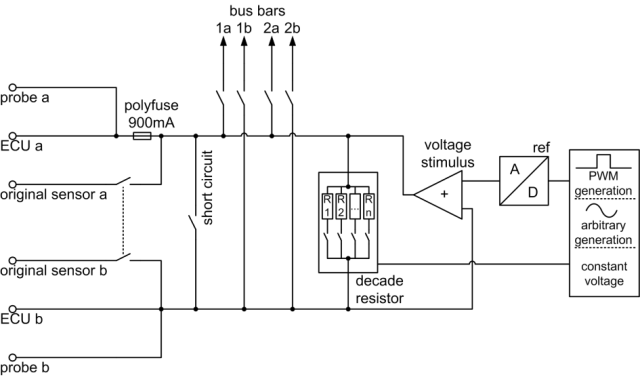 bus bars
1a 1b 2a 2b
probe a
polyfuse
900mA
ECU a
voltage
stimulus
ref
original sensor a
short circuit
R
1
R
2
...
R
n
+
A
D
PWM
generation
arbitrary
generation
constant
voltage
original sensor b
decade
resistor
ECU b
probe b